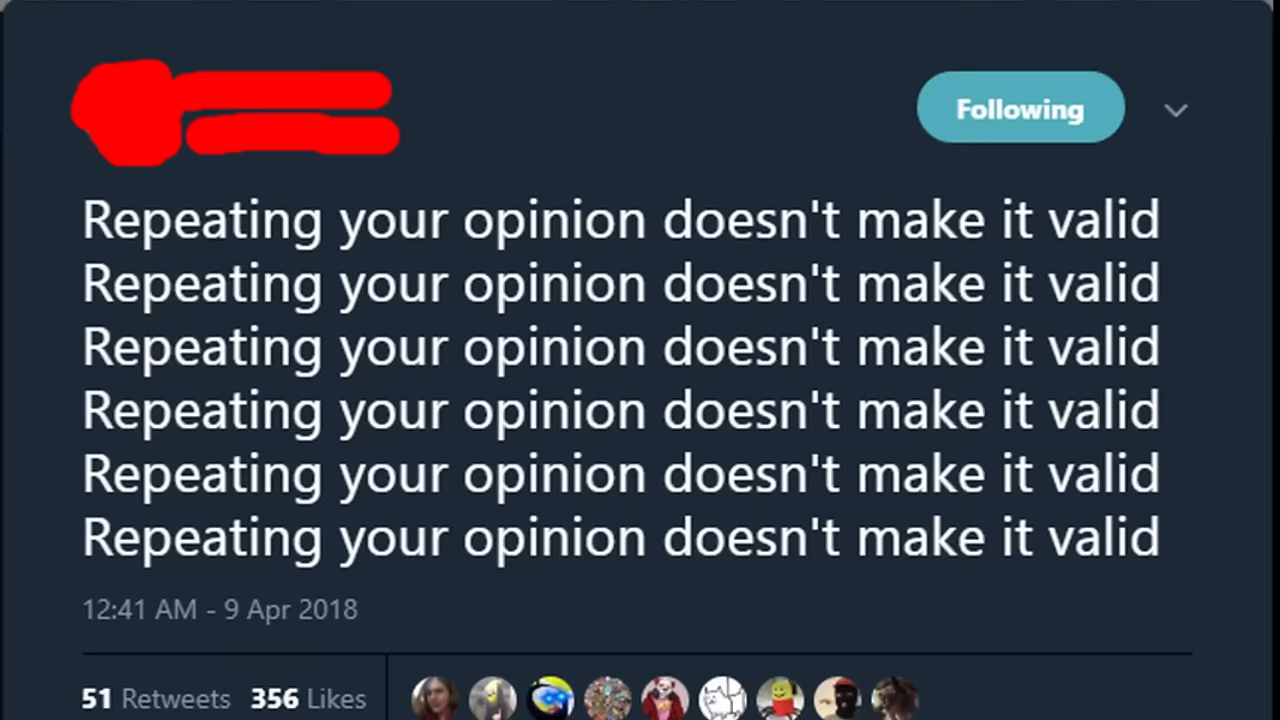 Following
Repeating your opinion doesn't make it valid
Repeating your opinion doesn't make it valid
Repeating your opinion doesn't make it valid
Repeating your opinion doesn't make it valid
Repeating your opinion doesn't make it valid
Repeating your opinion doesn't make it valid
12:41 AM - 9 Apr 2018
51 Retweets 356 Likes